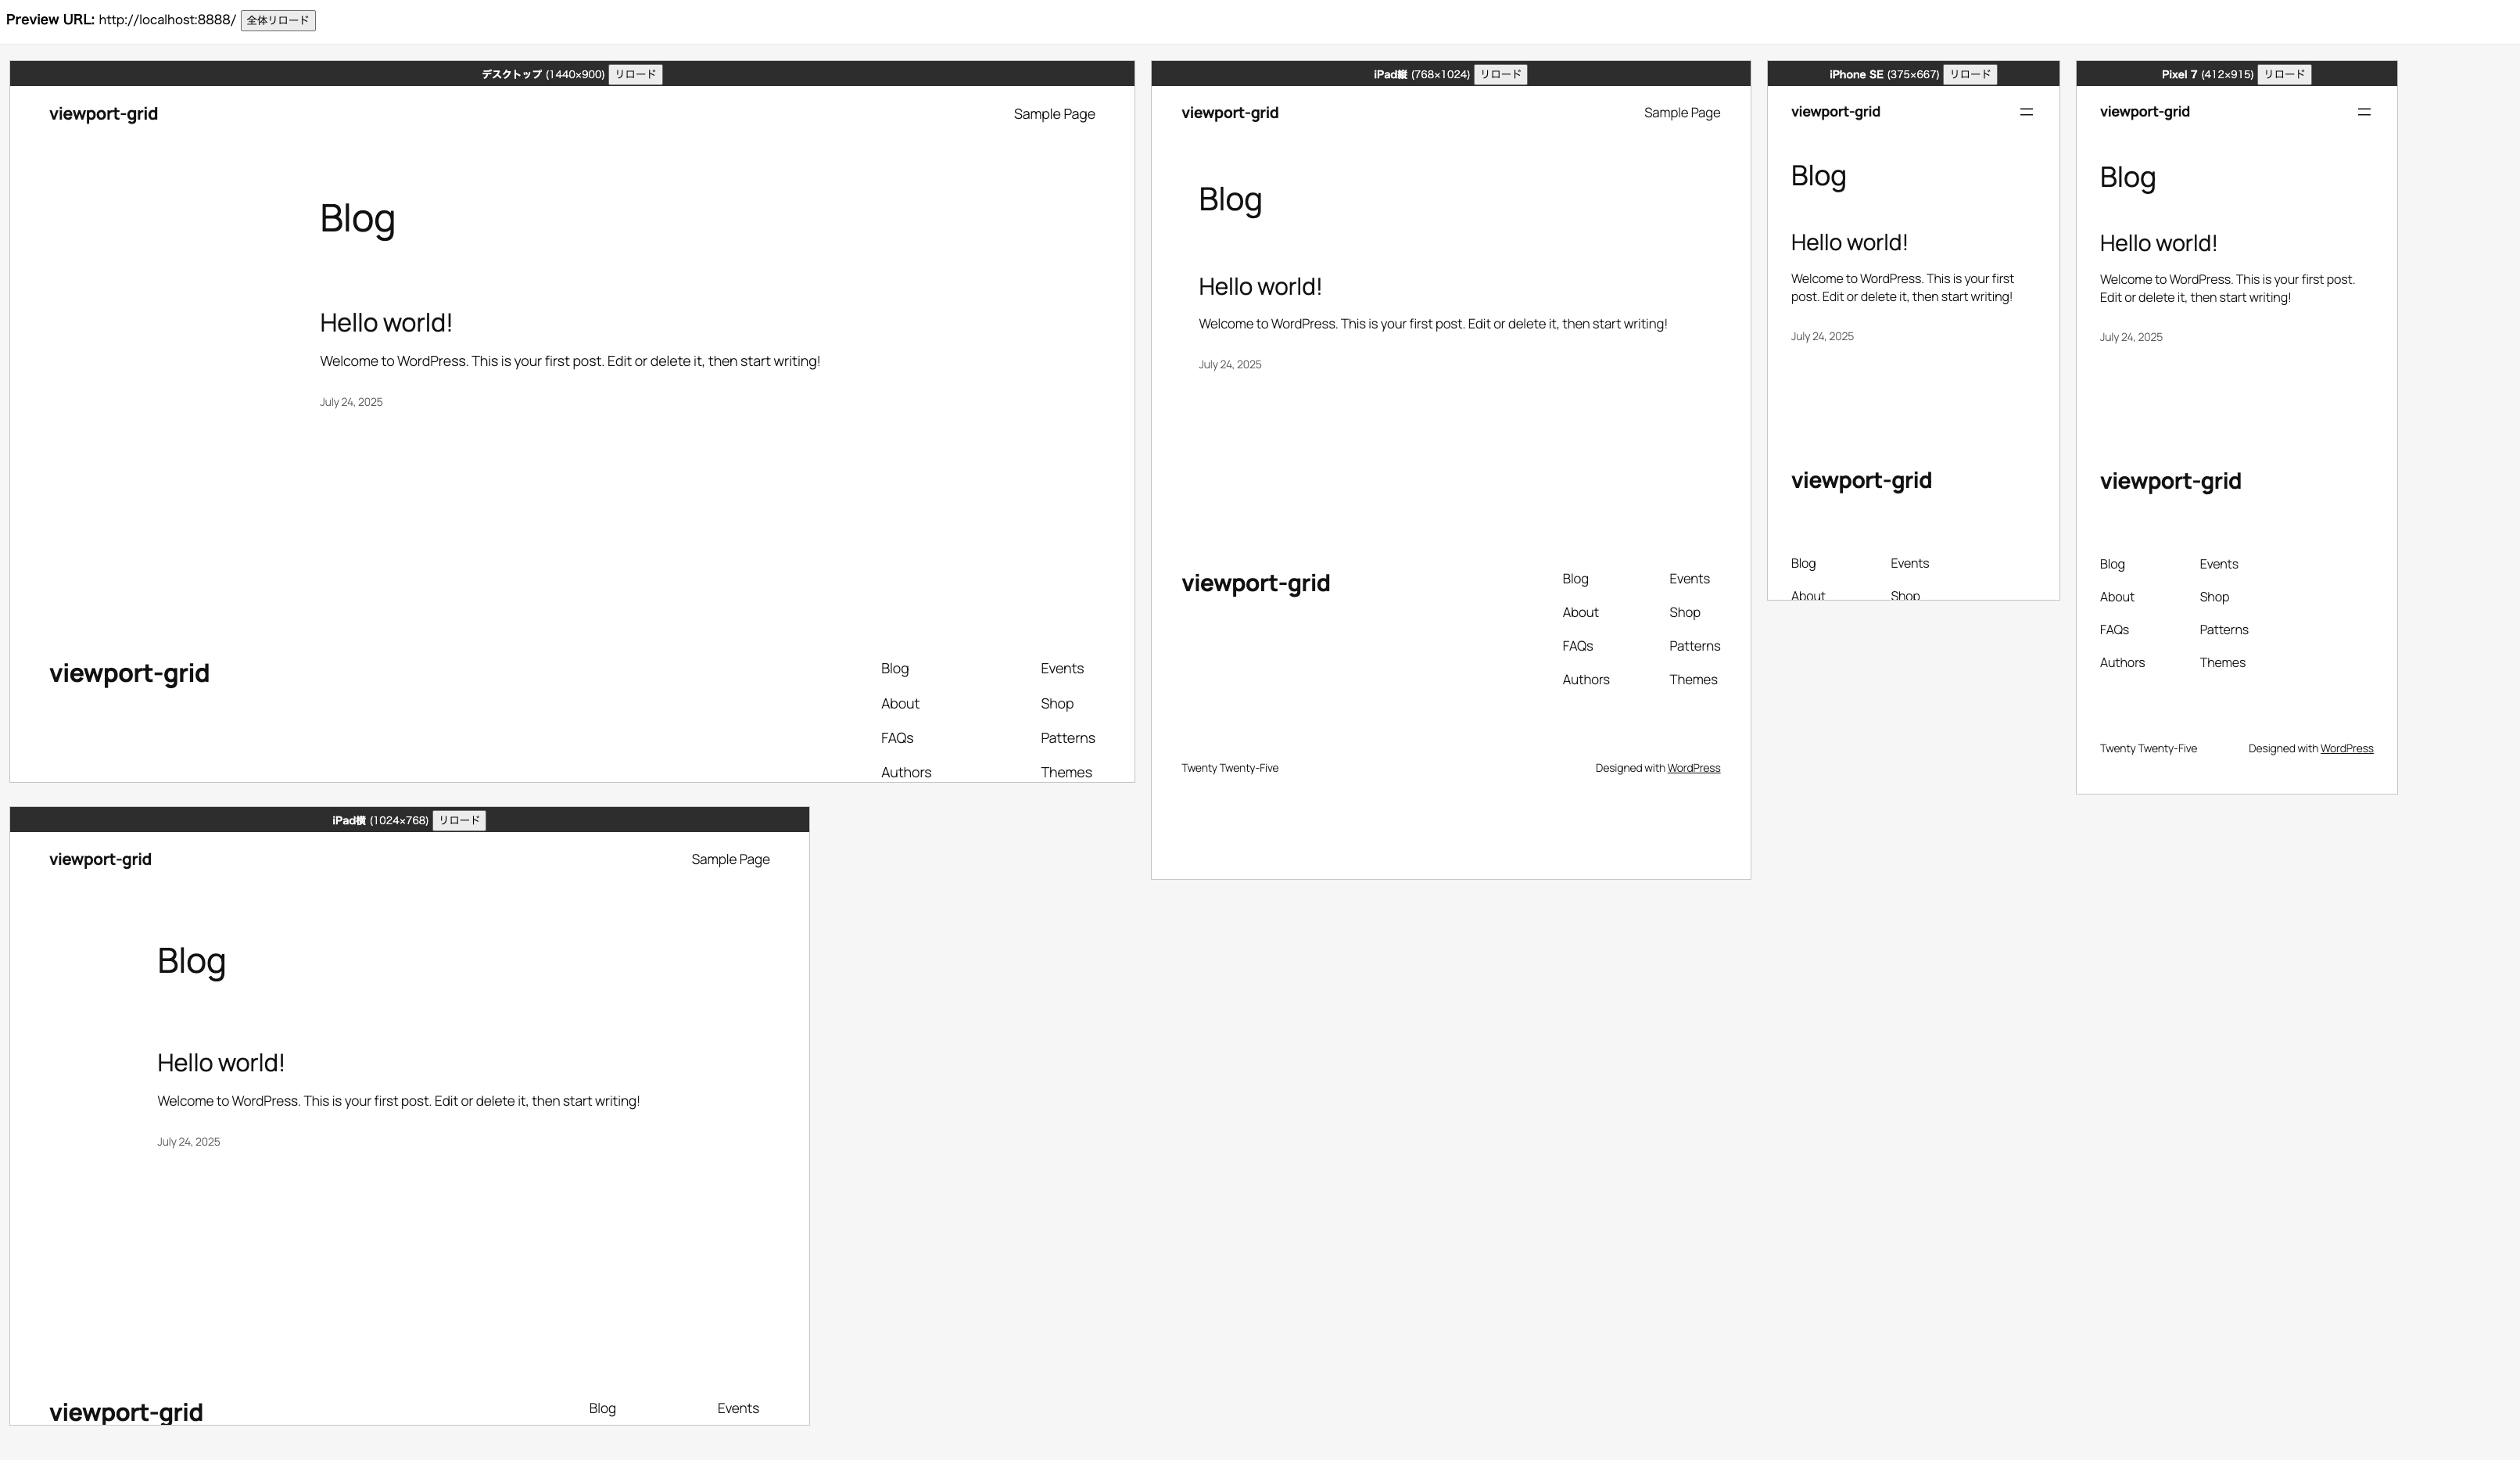 Preview URL: http://localhost:8888/ 全体リロード
デスクトップ (1440×900) リロード
viewport-grid
Sample Page
Blog
Hello world!
Welcome to WordPress. This is your first post. Edit or delete it, then start writing!
July 24, 2025
viewport-grid
Blog
Events
About
Shop
FAQs
Patterns
Authors
Themes
iPad縦 (768×1024) リロード
viewport-grid
Sample Page
Blog
Hello world!
Welcome to WordPress. This is your first post. Edit or delete it, then start writing!
July 24, 2025
viewport-grid
Blog
Events
About
Shop
FAQs
Patterns
Authors
Themes
Twenty Twenty-Five
Designed with WordPress
iPhone SE (375×667) リロード
viewport-grid
Blog
Hello world!
Welcome to WordPress. This is your first
post. Edit or delete it, then start writing!
July 24, 2025
viewport-grid
Blog
Events
About
Shop
Pixel 7 (412×915) リロード
viewport-grid
Blog
Hello world!
Welcome to WordPress. This is your first post.
Edit or delete it, then start writing!
July 24, 2025
viewport-grid
Blog
Events
About
Shop
FAQs
Patterns
Authors
Themes
Twenty Twenty-Five
Designed with WordPress
iPad横 (1024×768) リロード
viewport-grid
Sample Page
Blog
Hello world!
Welcome to WordPress. This is your first post. Edit or delete it, then start writing!
July 24, 2025
viewport-grid
Blog
Events